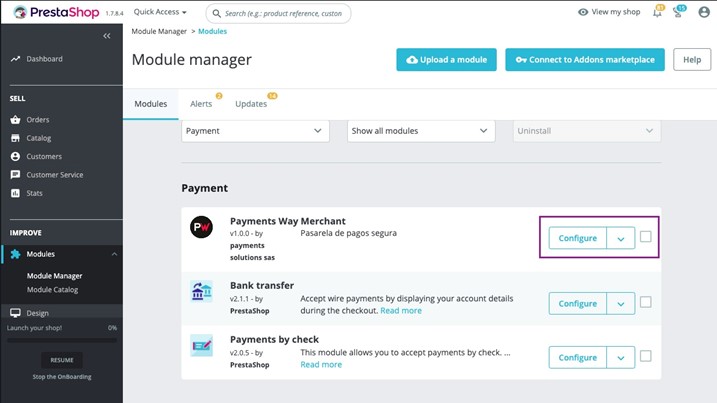 PrestaShop 1.7.8.4 Quick Access Search (e.g.: product reference, custon View my shop
Module Manager > Modules
Module manager
Upload a module Connect to Addons marketplace Help
Modules Alerts 2 Updates 14
Payment Show all modules Uninstall
Dashboard
SELL
Orders
Catalog
Customers
Customer Service
Stats
IMPROVE
Modules
Module Manager
Module Catalog
Design
Launch your shop! 0%
RESUME
Stop the OnBoarding
Payment
PW
Payments Way Merchant
v1.0.0 - by Pasarela de pagos segura
payments
solutions sas
Configure
Bank transfer
v2.1.1 - by Accept wire payments by displaying your account details
PrestaShop during the checkout. Read more
Configure
Payments by check
v2.0.5 - by This module allows you to accept payments by check. ...
PrestaShop Read more
Configure